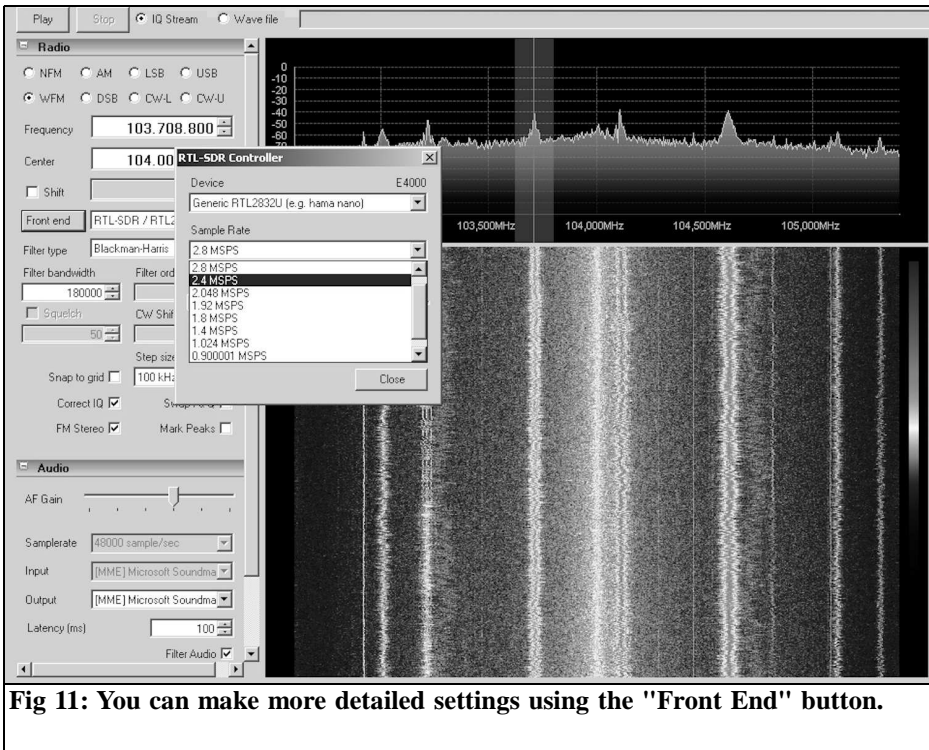 Play Stop IQ Stream Wave file
Radio
NFM AM LSB USB
WFM DSB CW-L CW-U
Frequency 103.708.800
Center 104.00
Shift
Front end RTL-SDR / RTL2
Filter type Blackman-Harris
Filter bandwidth Filter ord
180000
Squelch CW Shif
50
Step size
Snap to grid 100 kHz
Correct IQ
FM Stereo Mark Peaks
Audio
AF Gain
Samplerate 48000 sample/sec
Input [MME] Microsoft Soundma
Output [MME] Microsoft Soundma
Latency (ms) 100
Filter Audio
RTL-SDR Controller
Device E4000
Generic RTL2832U (e.g. hama nano)
Sample Rate
2.8 MSPS
2.8 MSPS
2.4 MSPS
2.048 MSPS
1.92 MSPS
1.8 MSPS
1.4 MSPS
1.024 MSPS
0.900001 MSPS
Close
0
-10
-20
-30
-40
-50
-60
-70
103,500MHz 104,000MHz 104,500MHz 105,000MHz
Fig 11: You can make more detailed settings using the "Front End" button.